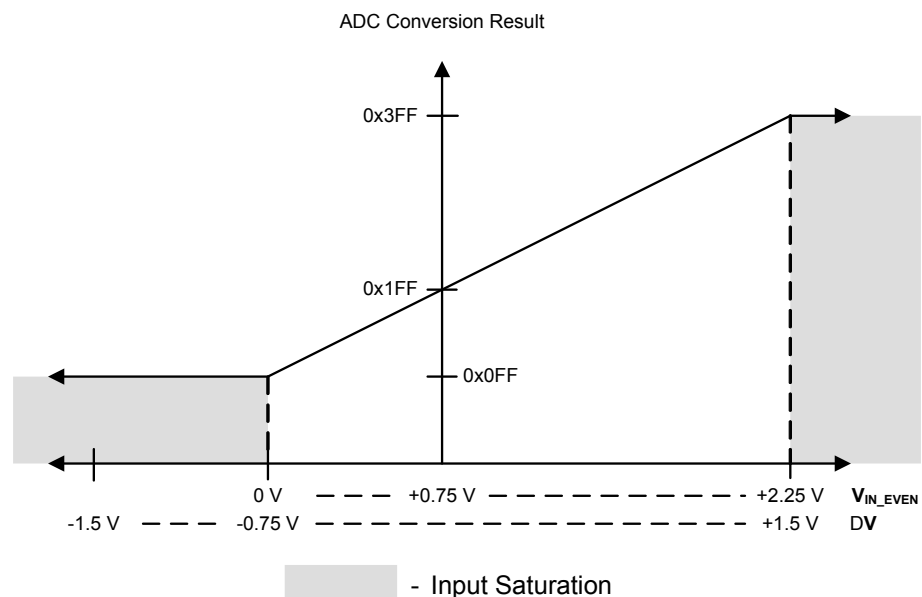 ADC Conversion Result
0x3FF
0x1FF
0x0FF
0 V +0.75 V +2.25 V VIN_EVEN
-1.5 V -0.75 V +1.5 V DV
- Input Saturation